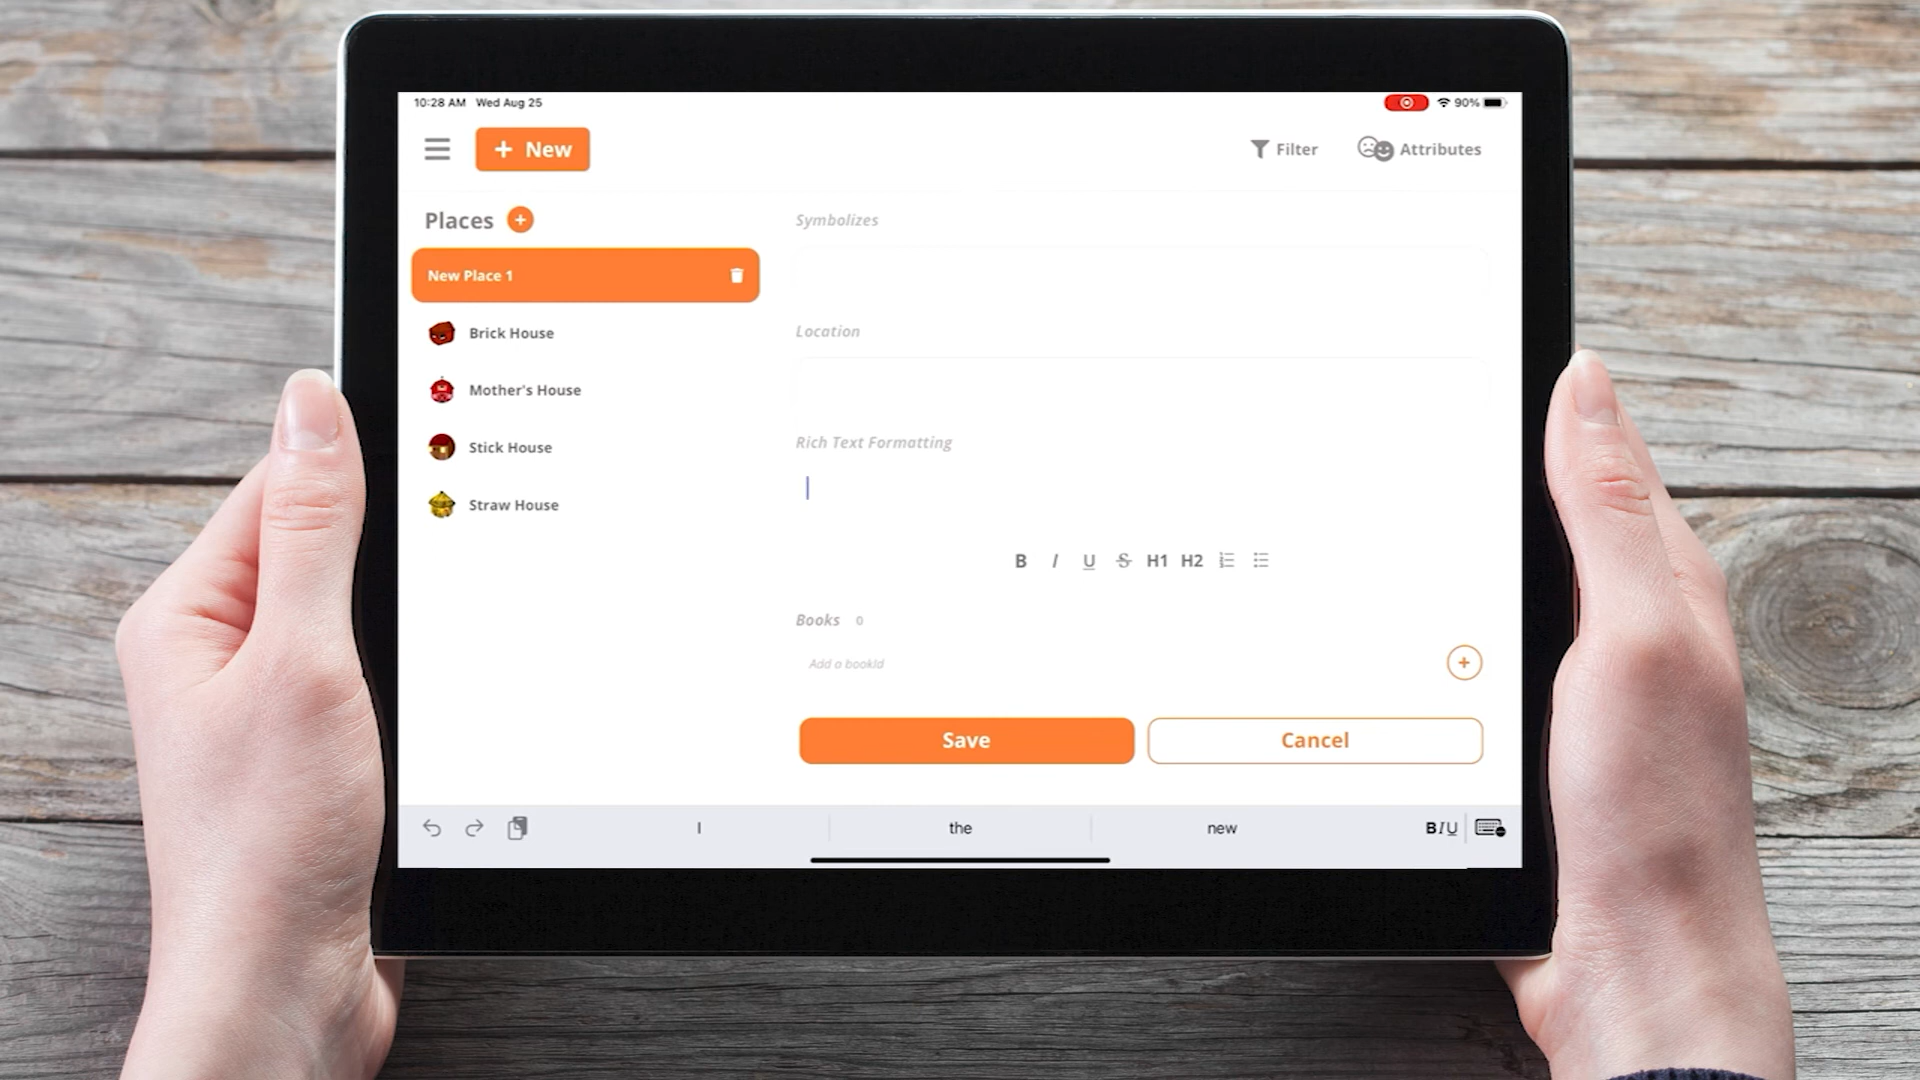 10:28 AM Wed Aug 25
90%
+ New
Filter
Attributes
Places
New Place 1
Brick House
Mother's House
Stick House
Straw House
Symbolizes
Location
Rich Text Formatting
B I U S H1 H2
Books 0
Add a bookId
Save
Cancel
I
the
new
BIU